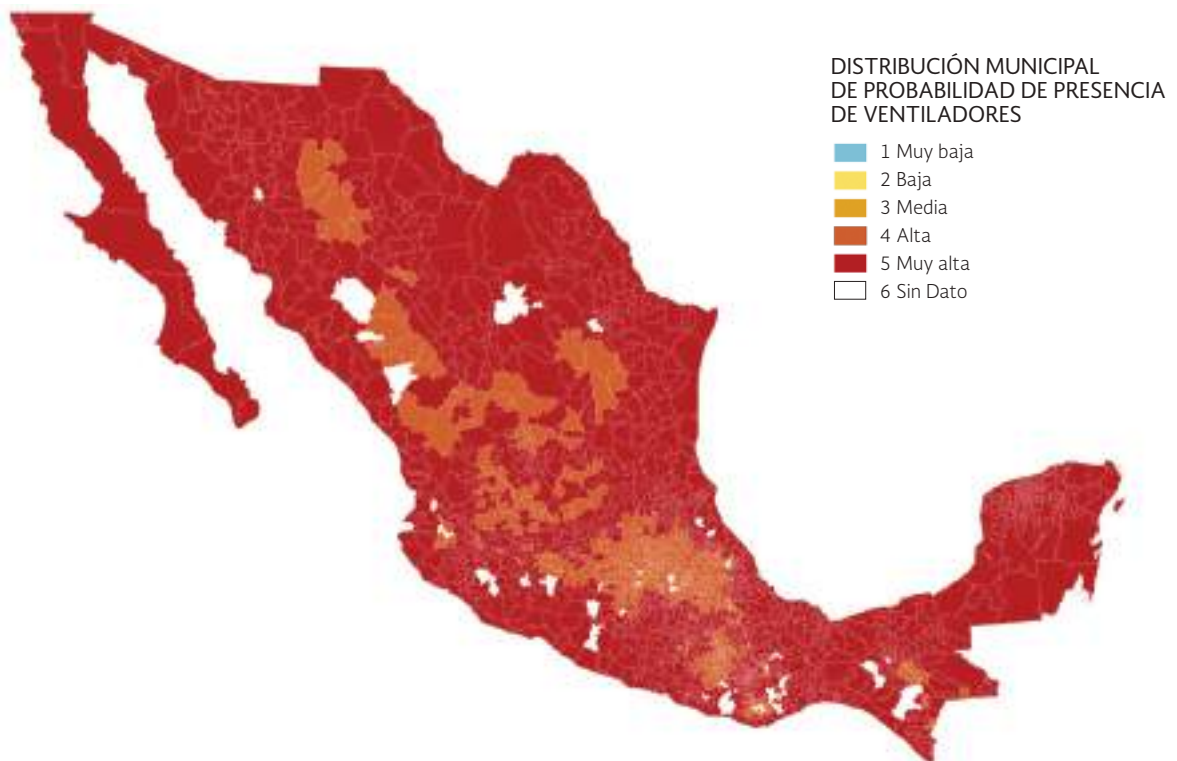 DISTRIBUCIÓN MUNICIPAL
DE PROBABILIDAD DE PRESENCIA
DE VENTILADORES
1 Muy baja
2 Baja
3 Media
4 Alta
5 Muy alta
6 Sin Dato